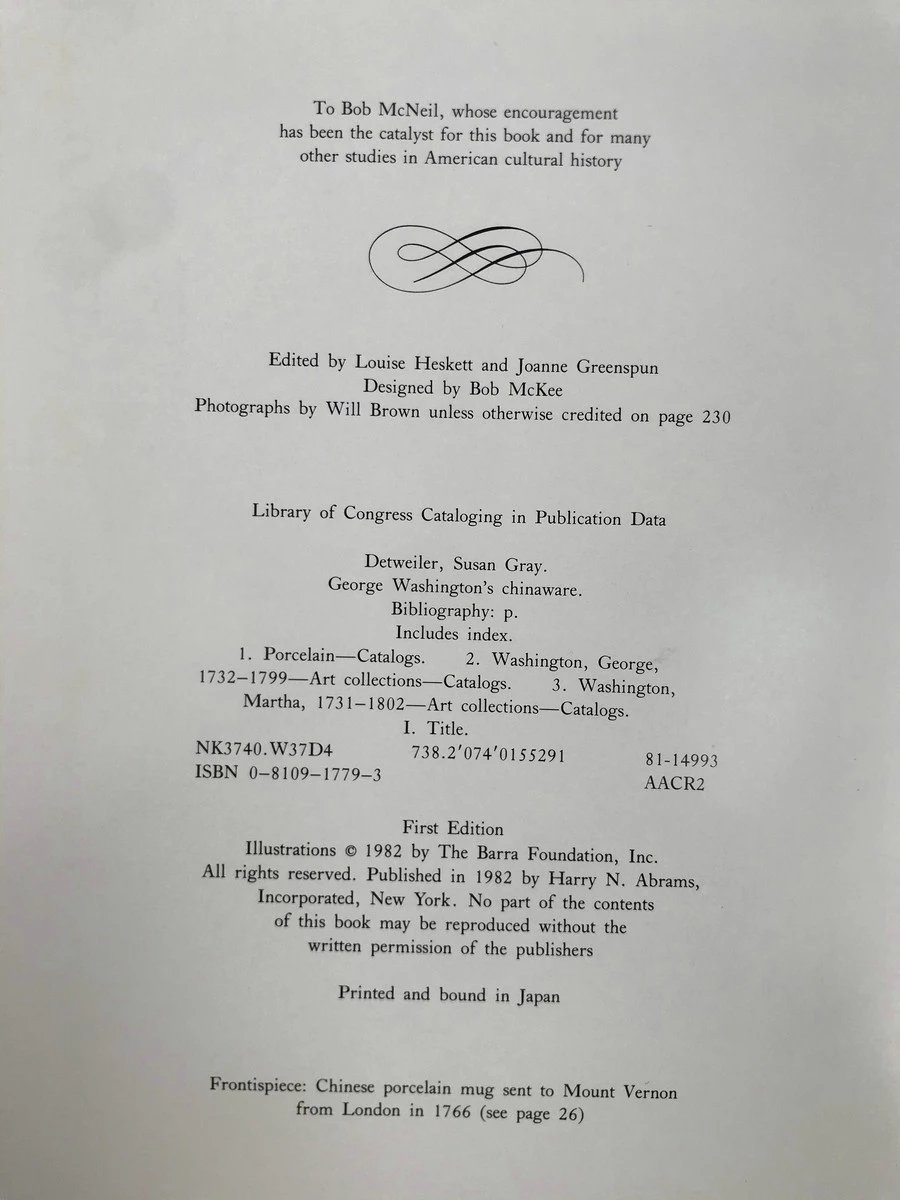 To Bob McNeil, whose encouragement
has been the catalyst for this book and for many
other studies in American cultural history
Edited by Louise Heskett and Joanne Greenspun
Designed by Bob McKee
Photographs by Will Brown unless otherwise credited on page 230
Library of Congress Cataloging in Publication Data
Detweiler, Susan Gray.
George Washington's chinaware.
Bibliography: p.
Includes index.
1. Porcelain—Catalogs. 2. Washington, George,
1732–1799—Art collections—Catalogs. 3. Washington,
Martha, 1731–1802—Art collections—Catalogs.
I. Title.
NK3740.W37D4 738.2′074′0155291 81-14993
ISBN 0–8109–1779–3 AACR2
First Edition
Illustrations © 1982 by The Barra Foundation, Inc.
All rights reserved. Published in 1982 by Harry N. Abrams,
Incorporated, New York. No part of the contents
of this book may be reproduced without the
written permission of the publishers
Printed and bound in Japan
Frontispiece: Chinese porcelain mug sent to Mount Vernon
from London in 1766 (see page 26)